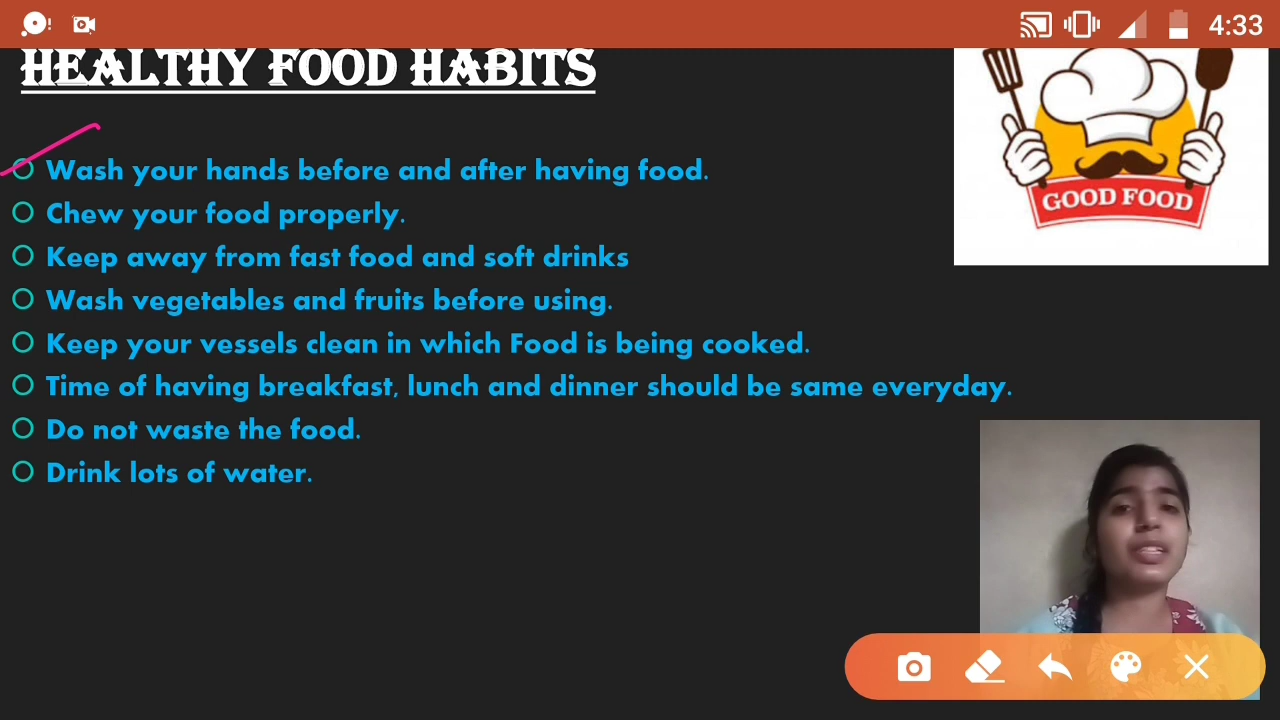 4:33
HEALTHY FOOD HABITS
GOOD FOOD
Wash your hands before and after having food.
Chew your food properly.
Keep away from fast food and soft drinks
Wash vegetables and fruits before using.
Keep your vessels clean in which Food is being cooked.
Time of having breakfast, lunch and dinner should be same everyday.
Do not waste the food.
Drink lots of water.